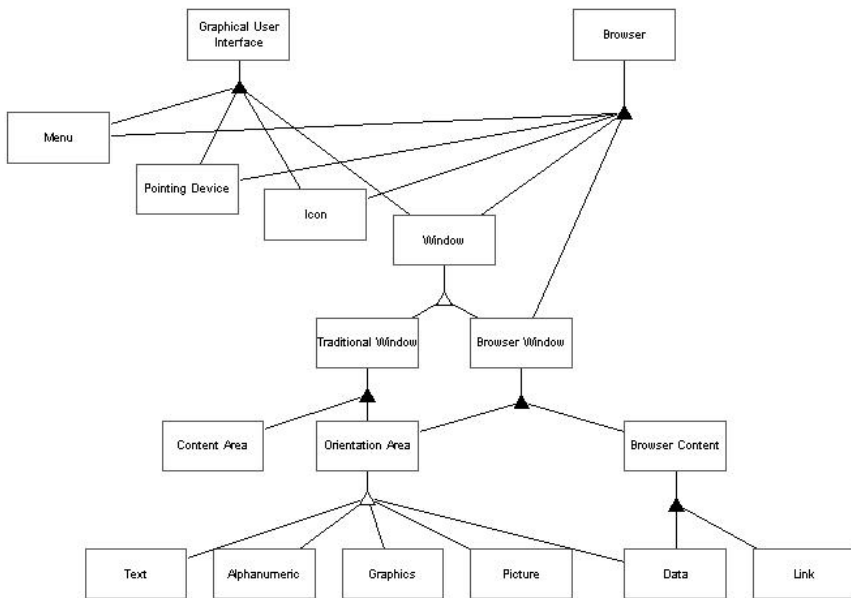 Graphical User
Interface
Browser
Menu
Pointing Device
Icon
Window
Traditional Window
Browser Window
Content Area
Orientation Area
Browser Content
Text
Alphanumeric
Graphics
Picture
Data
Link